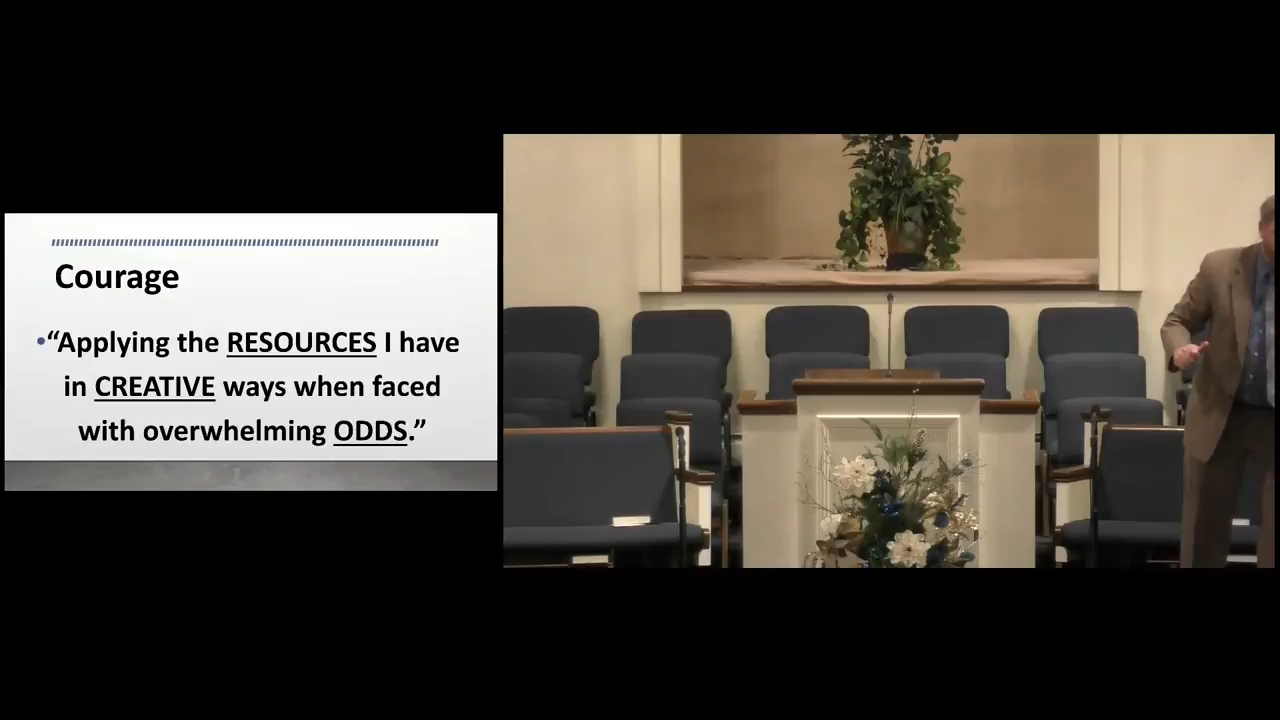 Courage
•“Applying the RESOURCES I have
in CREATIVE ways when faced
with overwhelming ODDS.”